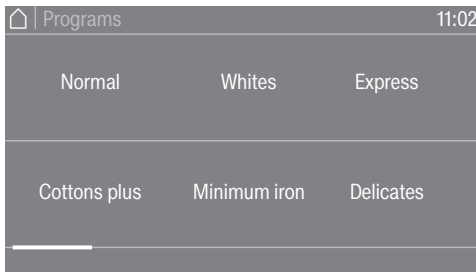 Programs 11:02
Normal Whites Express
Cottons plus Minimum iron Delicates